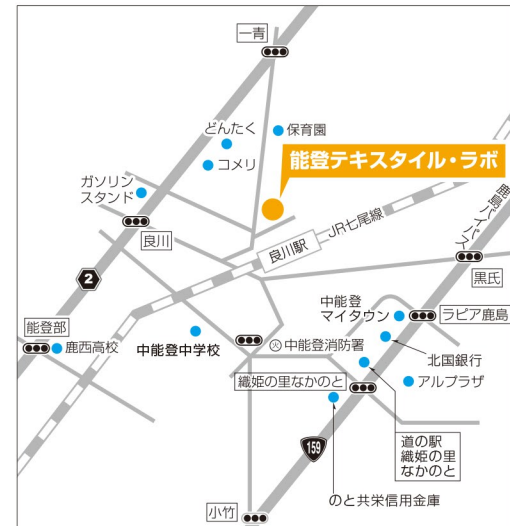 一青
どんたく
保育園
コメリ
能登テキスタイル・ラボ
ガソリン
スタンド
良川
JR七尾線
良川駅
鹿島バイパス
黒氏
2
中能登
マイタウン
ラピア鹿島
能登部
鹿西高校
中能登中学校
㊋中能登消防署
北国銀行
織姫の里なかのと
アルプラザ
159
道の駅
織姫の里
なかのと
のと共栄信用金庫
小竹